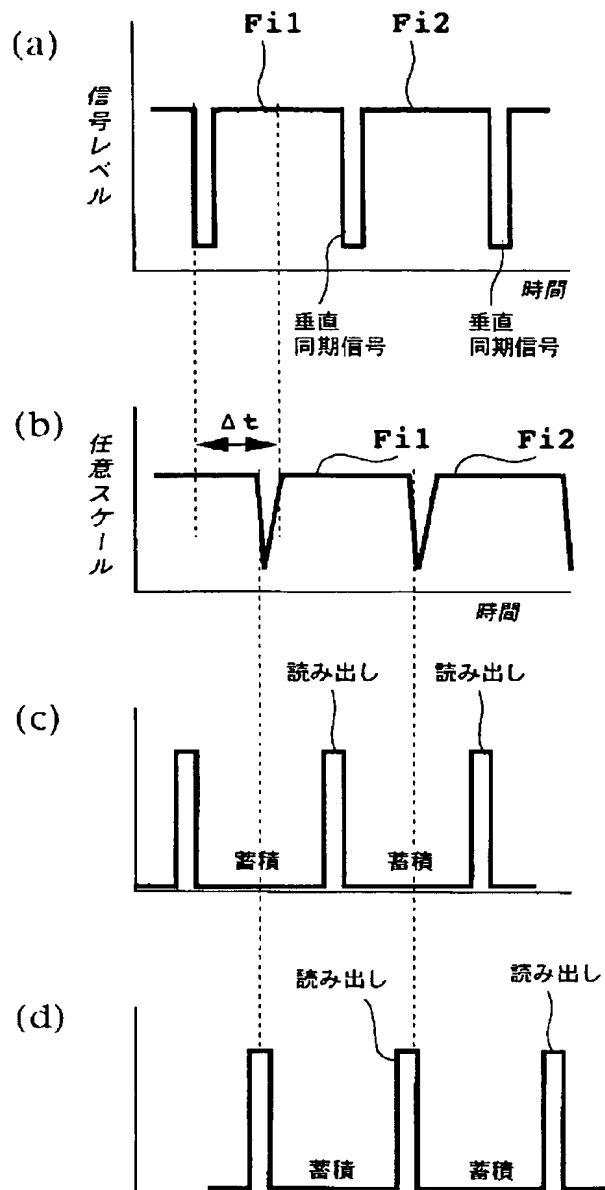 (a)
Fi1
Fi2
信号レベル
時間
垂直
同期信号
垂直
同期信号
(b)
Δt
Fi1
Fi2
任意スケール
時間
(c)
読み出し
読み出し
蓄積
蓄積
(d)
読み出し
読み出し
蓄積
蓄積